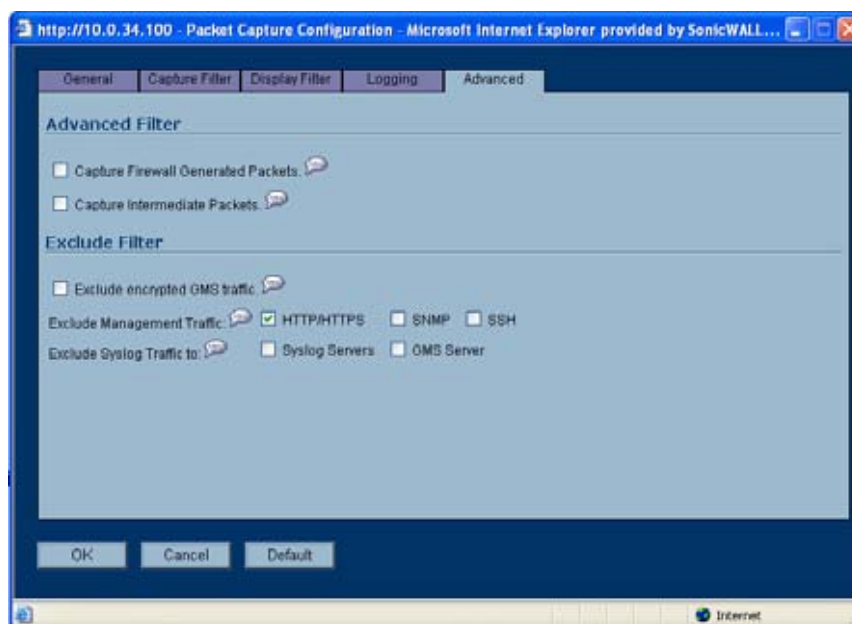 http://10.0.34.100 - Packet Capture Configuration - Microsoft Internet Explorer provided by SonicWALL...
General Capture Filter Display Filter Logging Advanced
Advanced Filter
Capture Firewall Generated Packets.
Capture Intermediate Packets.
Exclude Filter
Exclude encrypted GMS traffic.
Exclude Management Traffic: HTTP/HTTPS SNMP SSH
Exclude Syslog Traffic to: Syslog Servers GMS Server
OK Cancel Default
Internet